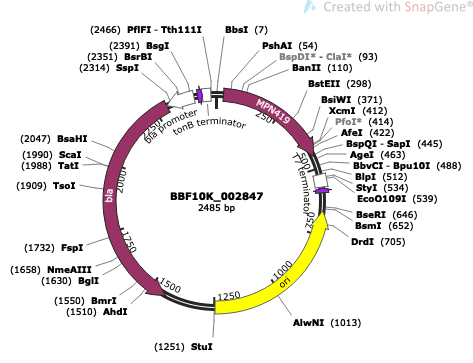 Created with SnapGene®
(2466) PflFI - Tth111I
BbsI (7)
(2391) BsgI
PshAI (54)
(2351) BsrBI
BspDI* - ClaI* (93)
(2314) SspI
BanII (110)
bla promoter
tonB terminator
MPN419
BstEII (298)
BsiWI (371)
XcmI (412)
PfoI* (414)
AfeI (422)
BspQI - SapI (445)
AgeI (463)
BbvCI - Bpu10I (488)
BlpI (512)
StyI (534)
EcoO109I (539)
(2047) BsaHI
(1990) ScaI
(1988) TatI
(1909) TsoI
250
500
750
1000
1250
1500
1750
2000
2250
T7 terminator
bla
BBF10K_002847
2485 bp
BseRI (646)
BsmI (652)
DrdI (705)
(1732) FspI
(1658) NmeAIII
(1630) BglI
(1550) BmrI
(1510) AhdI
ori
AlwNI (1013)
(1251) StuI